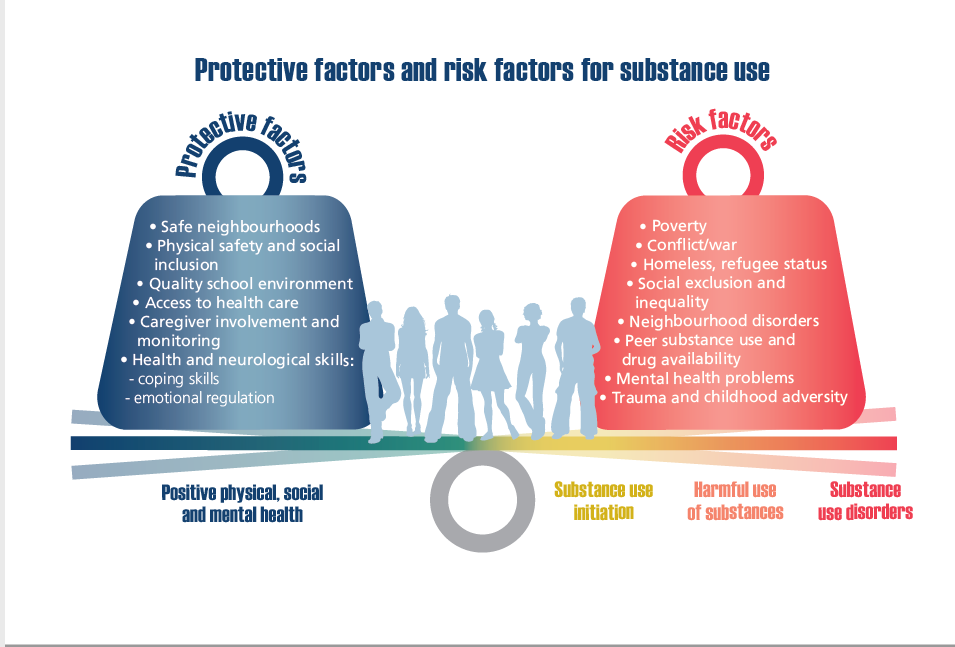 Protective factors and risk factors for substance use
Protective factors
• Safe neighbourhoods
• Physical safety and social
inclusion
• Quality school environment
• Access to health care
• Caregiver involvement and
monitoring
• Health and neurological skills:
- coping skills
- emotional regulation
Risk factors
• Poverty
• Conflict/war
• Homeless, refugee status
• Social exclusion and
inequality
• Neighbourhood disorders
• Peer substance use and
drug availability
• Mental health problems
• Trauma and childhood adversity
Positive physical, social
and mental health
Substance use
initiation
Harmful use
of substances
Substance
use disorders